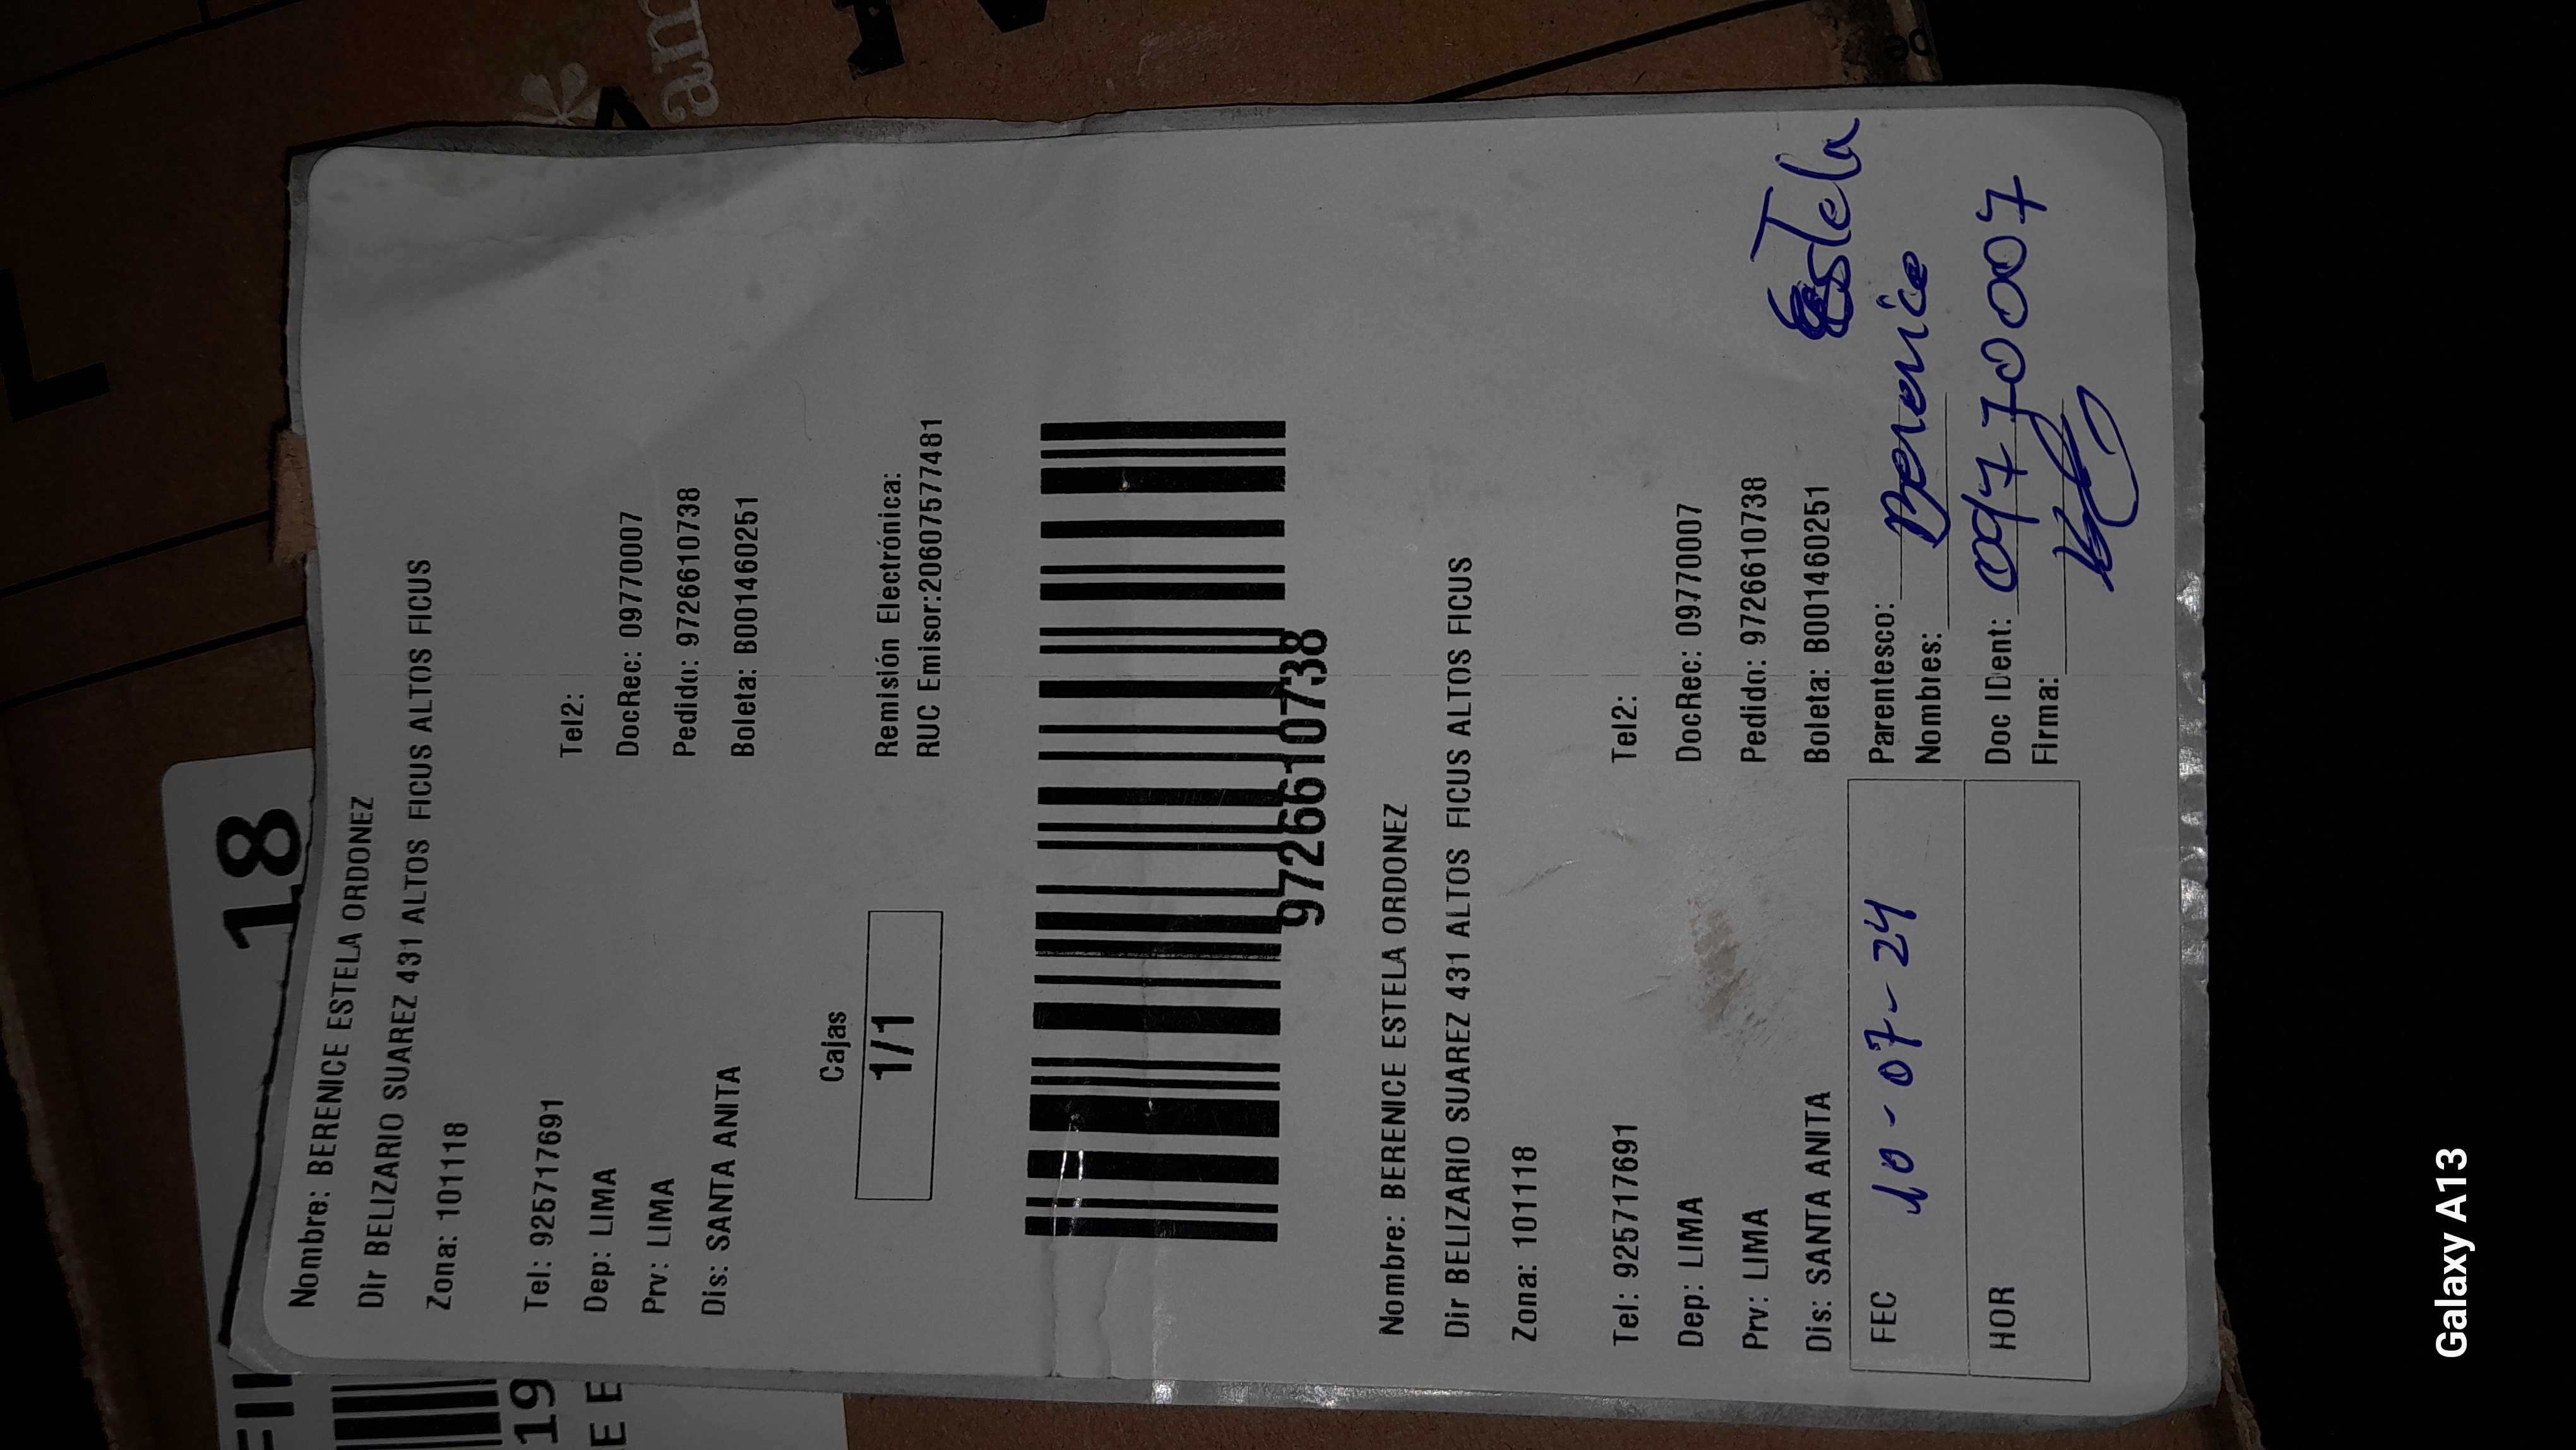 am
18
19
Nombre: BERENICE ESTELA ORDONEZ
Dir BELIZARIO SUAREZ 431 ALTOS FICUS ALTOS FICUS
Zona: 101118
Tel: 925717691 Tel2:
Dep: LIMA DocRec: 09770007
Prv: LIMA Pedido: 9726610738
Dis: SANTA ANITA Boleta: B001460251
Cajas
1/1
Remisión Electrónica:
RUC Emisor:20607577481
9726610738
Nombre: BERENICE ESTELA ORDONEZ
Dir BELIZARIO SUAREZ 431 ALTOS FICUS ALTOS FICUS
Zona: 101118
Tel: 925717691 Tel2:
Dep: LIMA DocRec: 09770007
Prv: LIMA Pedido: 9726610738
Dis: SANTA ANITA Boleta: B001460251
Estela
FEC 10-07-24 Parentesco:
Nombres: Berenice
HOR Doc IDent: 09770007
Firma:
Galaxy A13